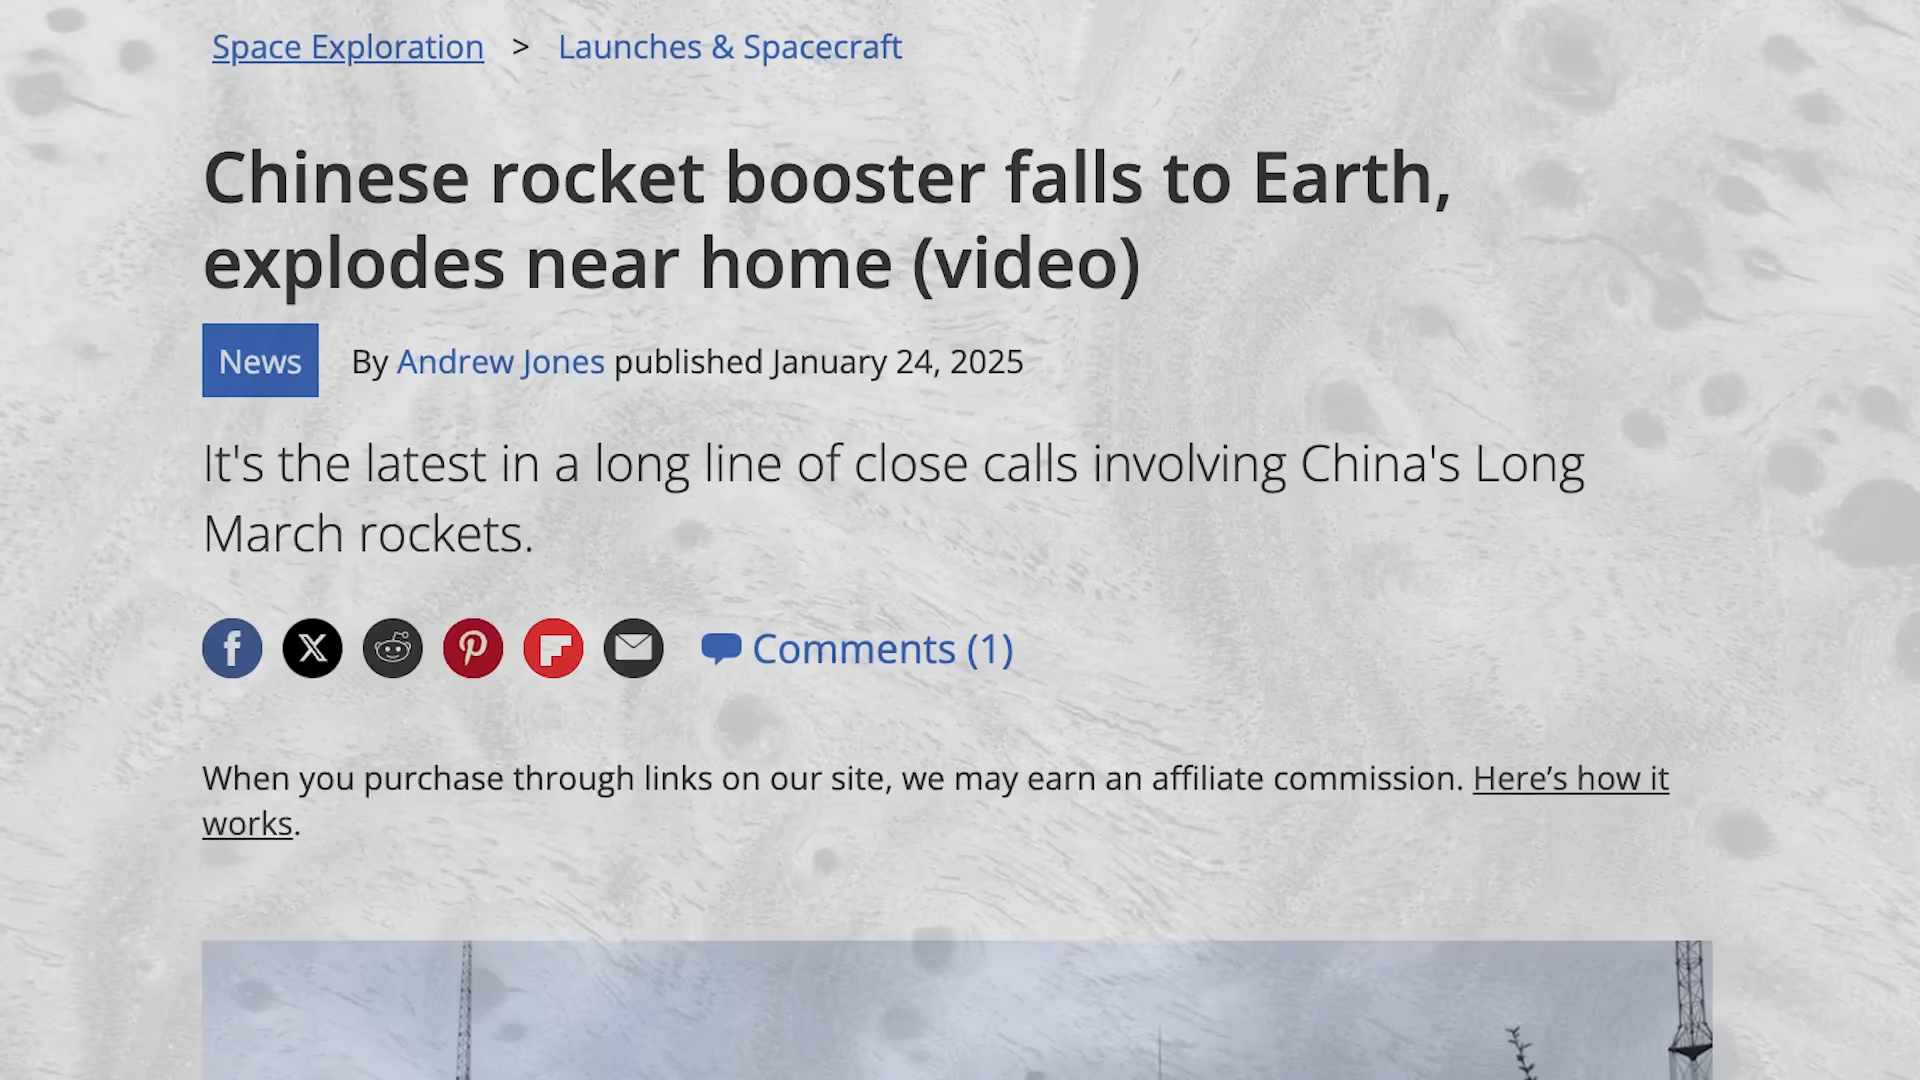 Space Exploration > Launches & Spacecraft
Chinese rocket booster falls to Earth,
explodes near home (video)
News By Andrew Jones published January 24, 2025
It's the latest in a long line of close calls involving China's Long
March rockets.
Comments (1)
When you purchase through links on our site, we may earn an affiliate commission. Here’s how it
works.